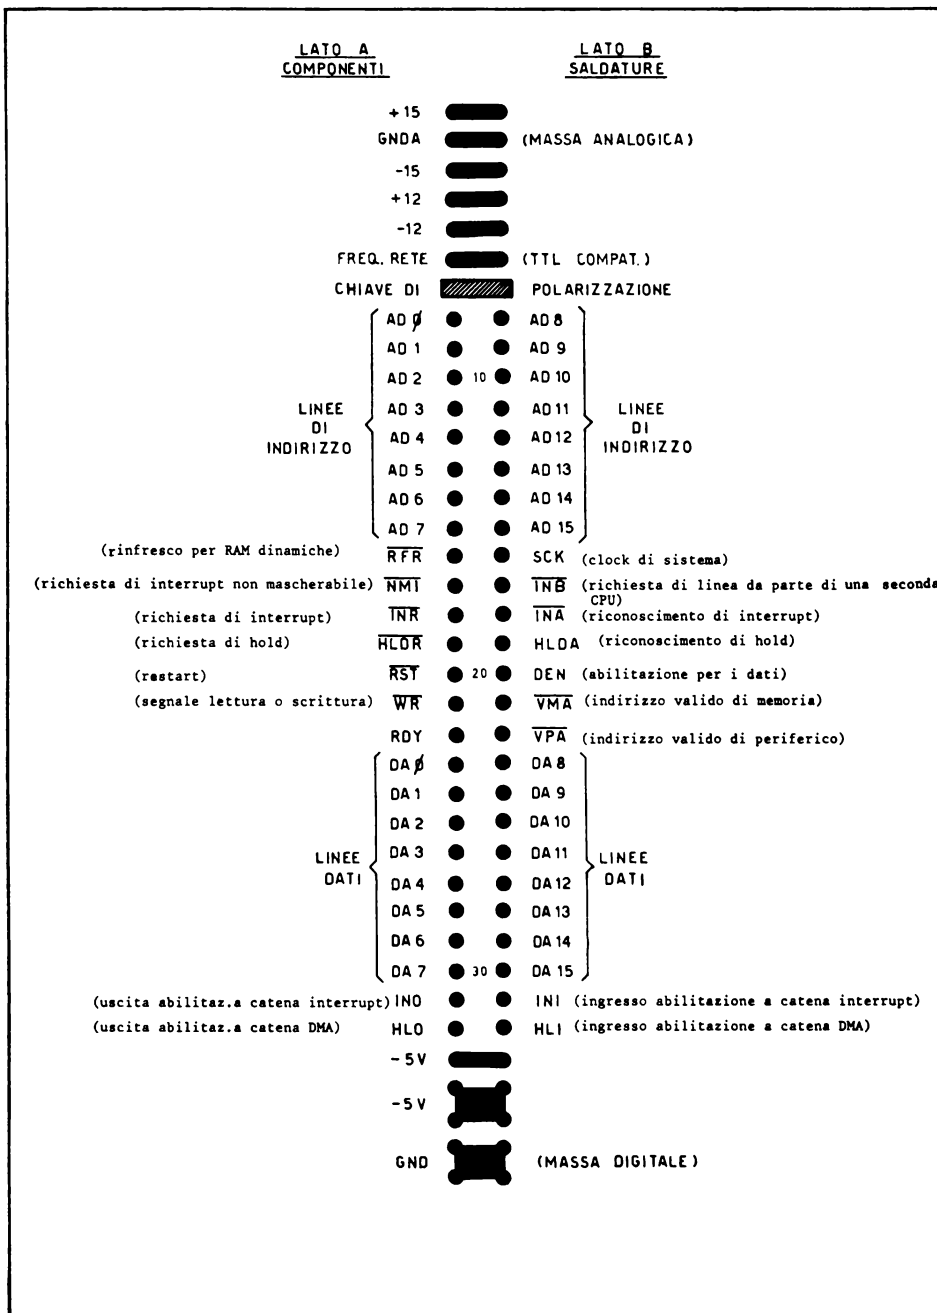 LATO A LATO B
COMPONENTI SALDATURE
+15
GNDA (MASSA ANALOGICA)
-15
+12
-12
FREQ. RETE (TTL COMPAT.)
CHIAVE DI POLARIZZAZIONE
AD 0 AD 8
AD 1 AD 9
AD 2 10 AD 10
LINEE AD 3 AD 11 LINEE
DI DI
AD 4 AD 12
INDIRIZZO INDIRIZZO
AD 5 AD 13
AD 6 AD 14
AD 7 AD 15
(rinfresco per RAM dinamiche) RFR SCK (clock di sistema)
(richiesta di interrupt non mascherabile) NMI INB (richiesta di linea da parte di una seconda
CPU)
(richiesta di interrupt) INR INA (riconoscimento di interrupt)
(richiesta di hold) HLDR HLDA (riconoscimento di hold)
(restart) RST 20 DEN (abilitazione per i dati)
(segnale lettura o scrittura) WR VMA (indirizzo valido di memoria)
RDY VPA (indirizzo valido di periferico)
DA 0 DA 8
DA 1 DA 9
DA 2 DA 10
LINEE DA 3 DA 11 LINEE
DATI DA 4 DA 12 DATI
DA 5 DA 13
DA 6 DA 14
DA 7 30 DA 15
(uscita abilitaz.a catena interrupt) INO INI (ingresso abilitazione a catena interrupt)
(uscita abilitaz.a catena DMA) HLO HLI (ingresso abilitazione a catena DMA)
-5V
-5V
GND (MASSA DIGITALE)